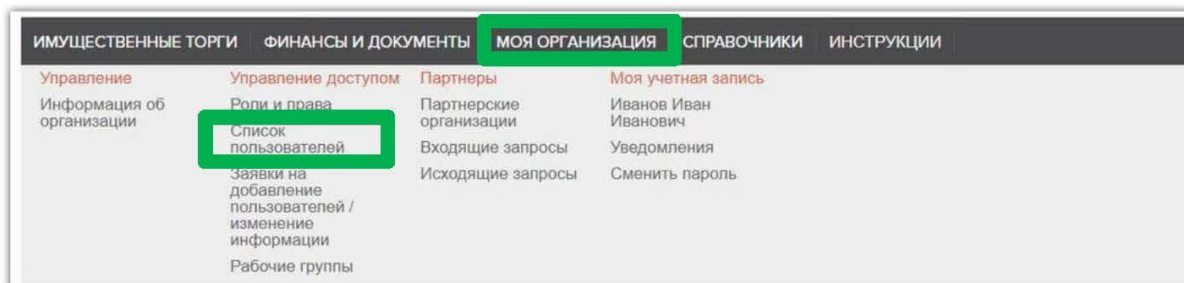 ИМУЩЕСТВЕННЫЕ ТОРГИ ФИНАНСЫ И ДОКУМЕНТЫ МОЯ ОРГАНИЗАЦИЯ СПРАВОЧНИКИ ИНСТРУКЦИИ
Управление
Информация об
организации
Управление доступом
Роли и права
Список
пользователей
Заявки на
добавление
пользователей /
изменение
информации
Рабочие группы
Партнеры
Партнерские
организации
Входящие запросы
Исходящие запросы
Моя учетная запись
Иванов Иван
Иванович
Уведомления
Сменить пароль